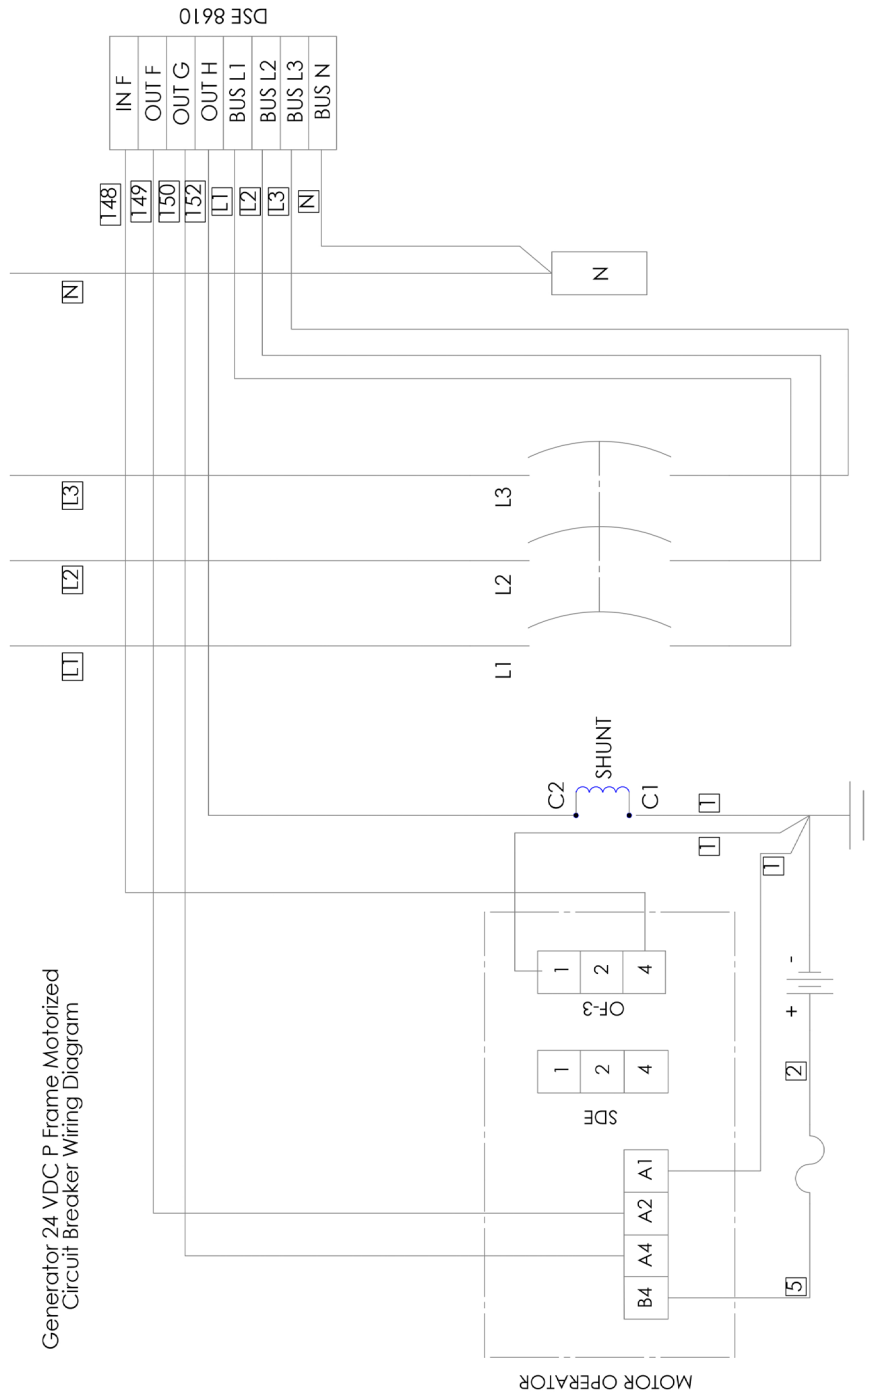 Generator 24 VDC P Frame Motorized
Circuit Breaker Wiring Diagram
DSE 8610
IN F
OUT F
OUT G
OUT H
BUS L1
BUS L2
BUS L3
BUS N
148
149
150
152
L1
L2
L3
N
N
N
L3
L2
L1
L3
L2
L1
SHUNT
C2
C1
1
1
1
OF-3
1
2
4
SDE
1
2
4
A1
A2
A4
B4
-
+
2
5
MOTOR OPERATOR